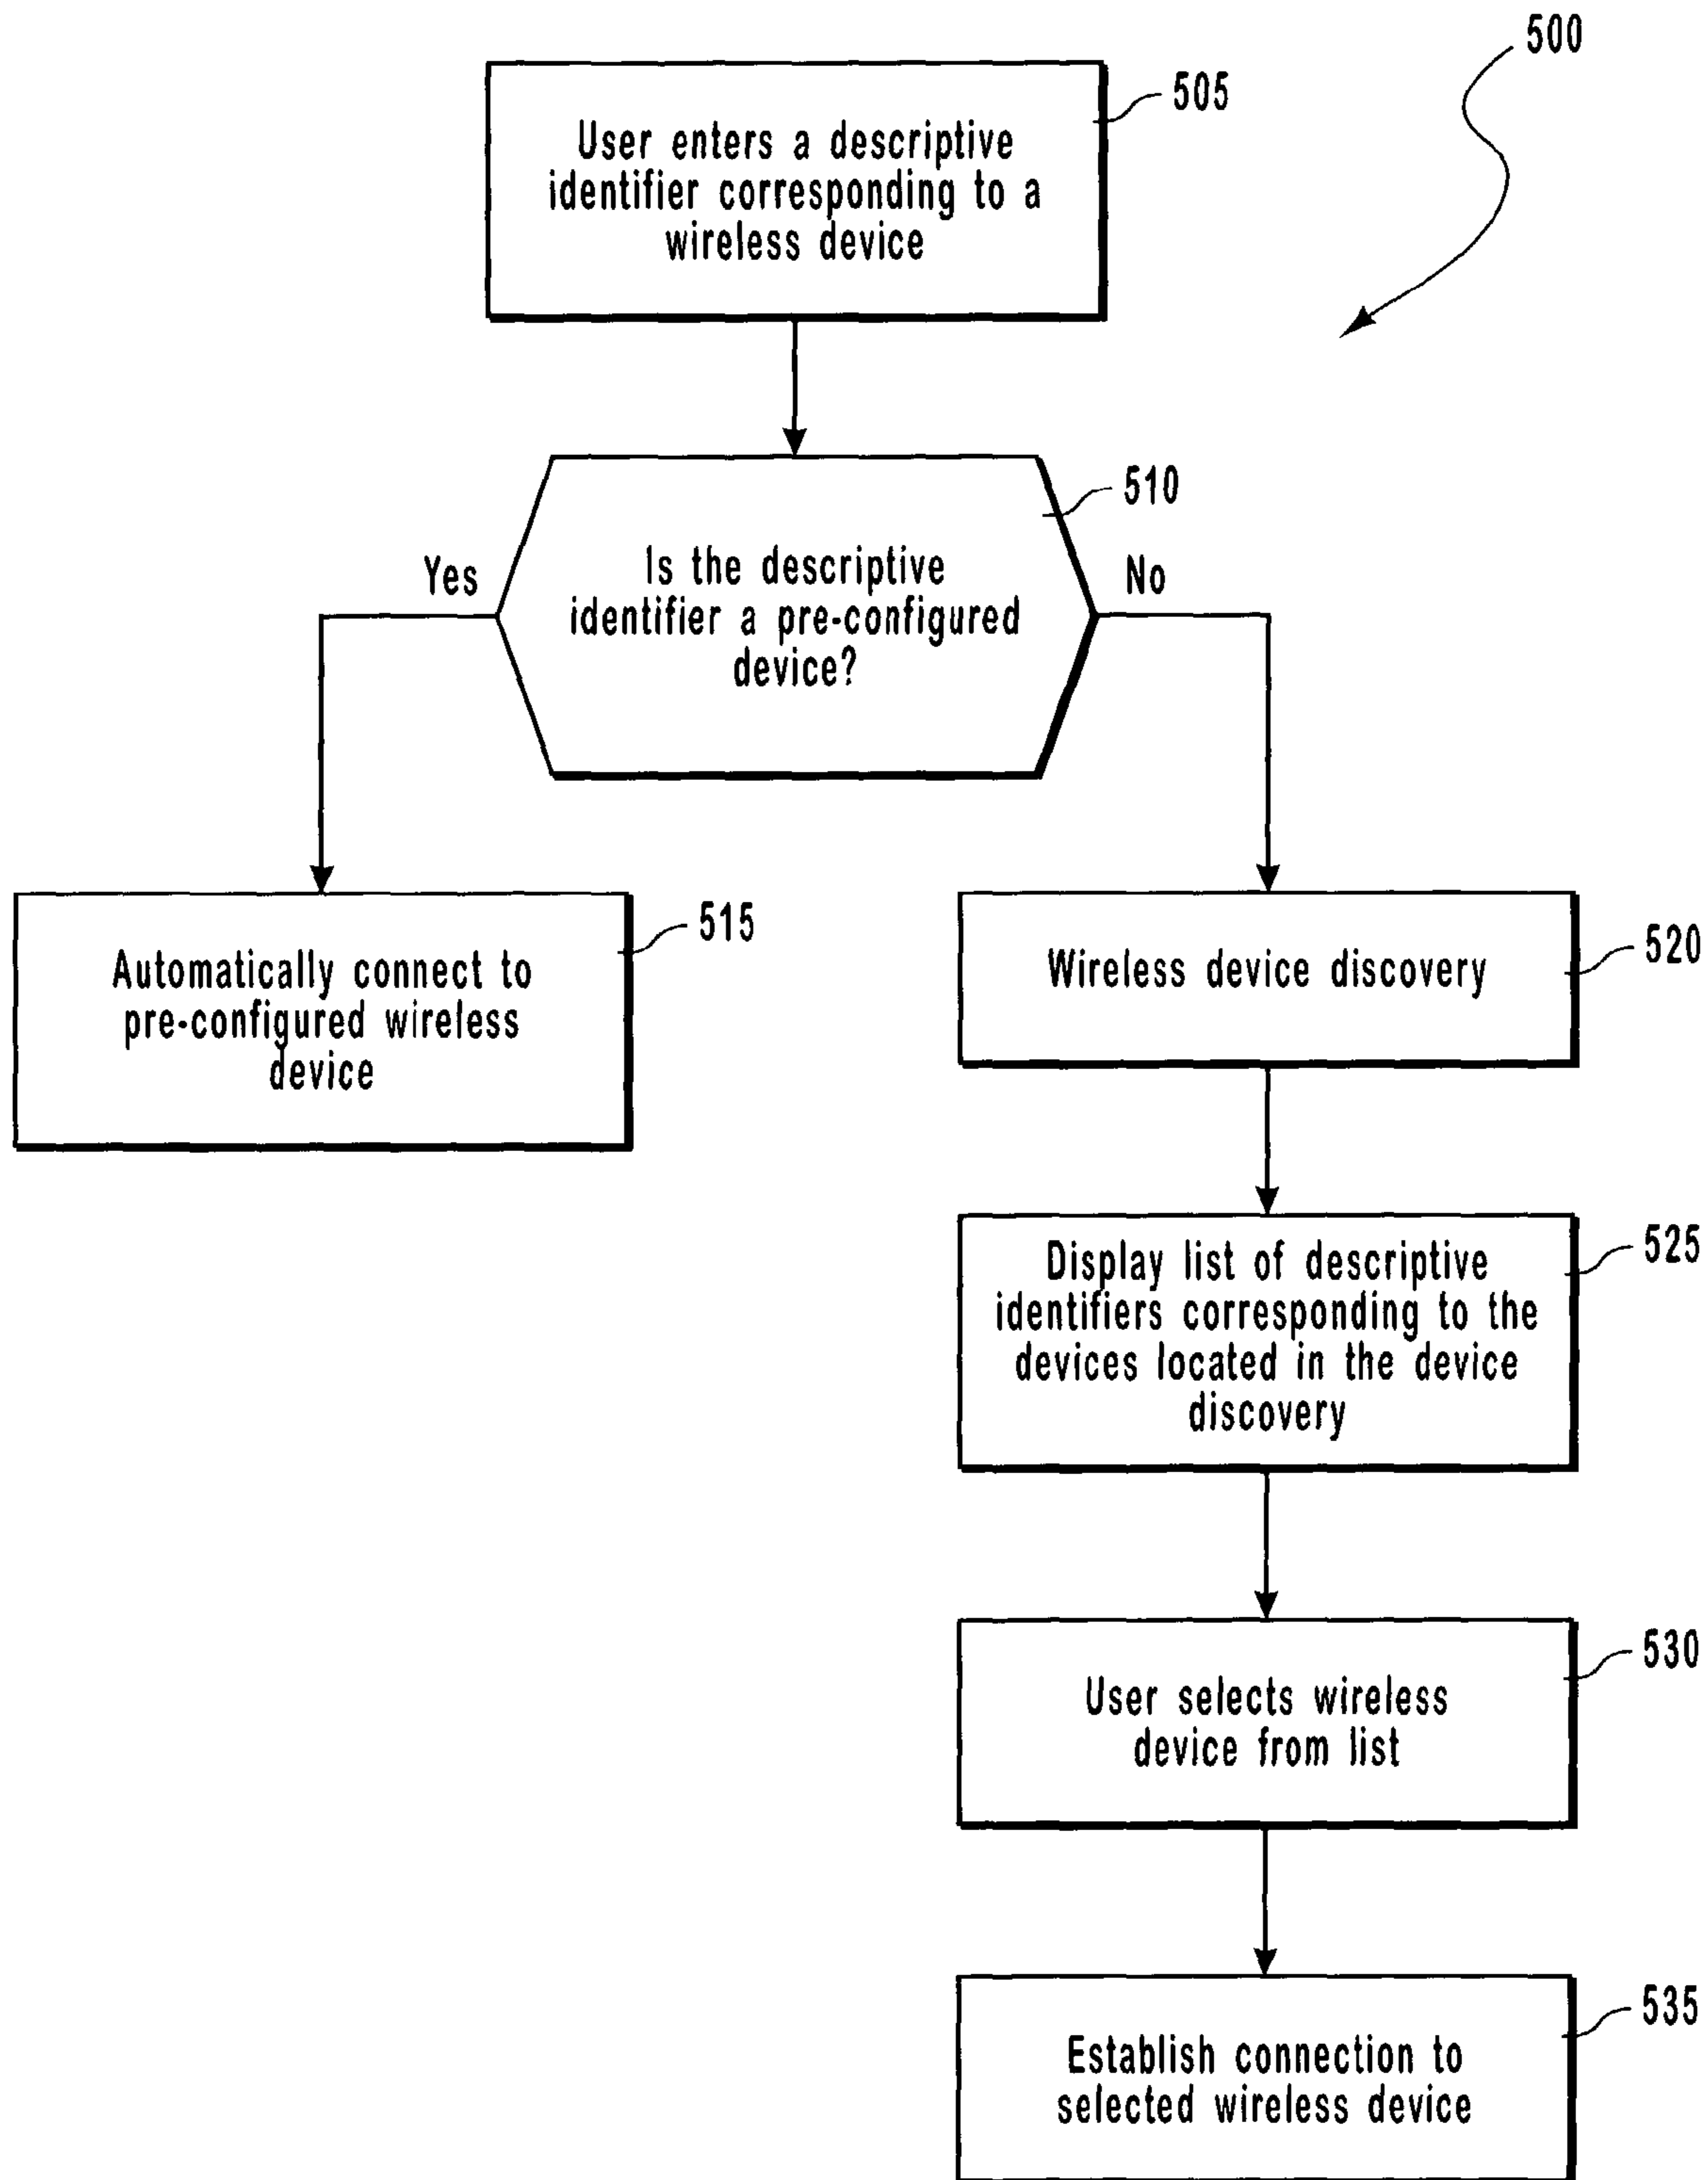 500
505
User enters a descriptive
identifier corresponding to a
wireless device
510
Yes
Is the descriptive
identifier a pre-configured
device?
No
515
Automatically connect to
pre-configured wireless
device
520
Wireless device discovery
525
Display list of descriptive
identifiers corresponding to the
devices located in the device
discovery
530
User selects wireless
device from list
535
Establish connection to
selected wireless device